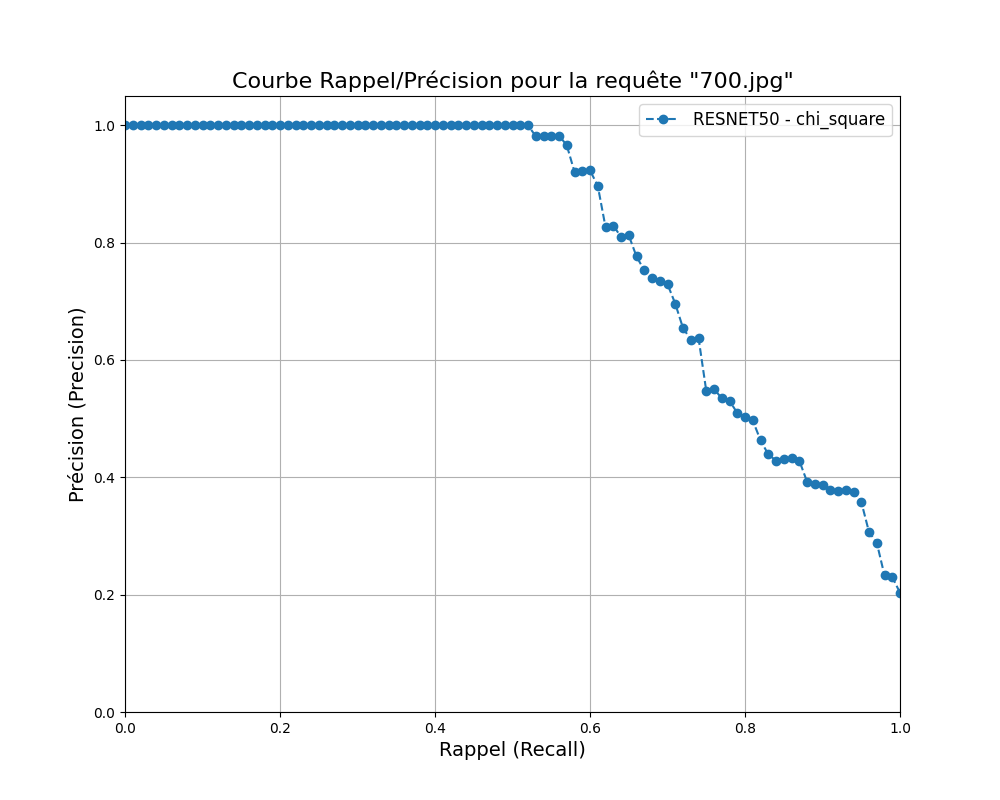 Courbe Rappel/Précision pour la requête "700.jpg"
RESNET50 - chi_square
1.0
0.8
0.6
0.4
0.2
0.0
Précision (Precision)
0.0 0.2 0.4 0.6 0.8 1.0
Rappel (Recall)